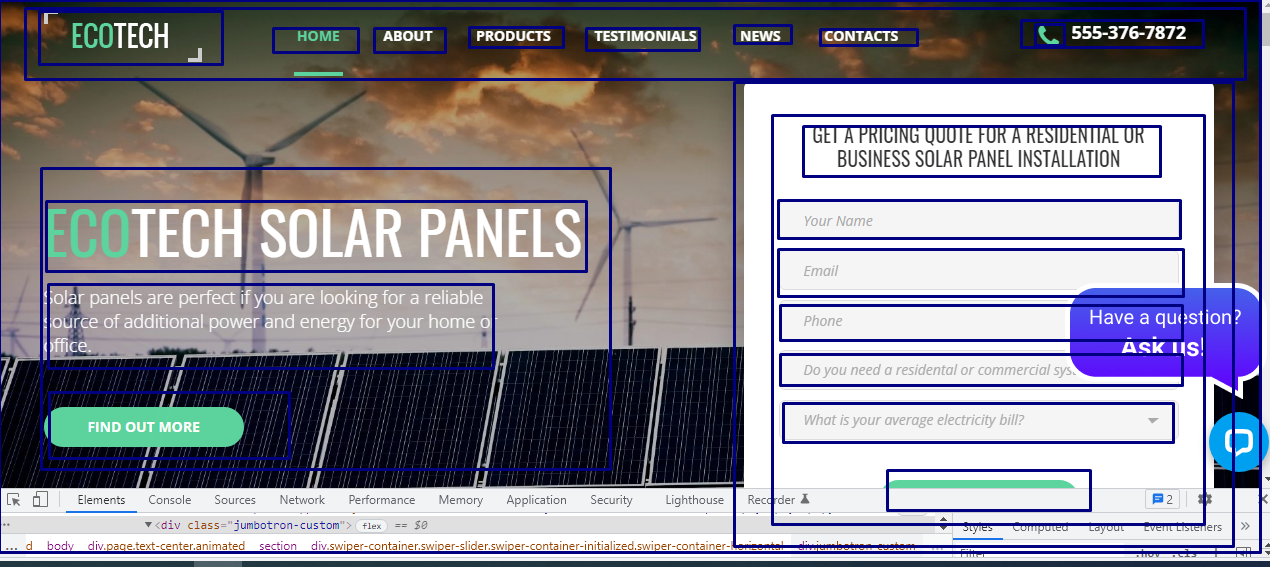 ECOTECH
HOME ABOUT PRODUCTS TESTIMONIALS NEWS CONTACTS 555-376-7872
ECOTECH SOLAR PANELS
Solar panels are perfect if you are looking for a reliable
source of additional power and energy for your home or
office.
FIND OUT MORE
GET A PRICING QUOTE FOR A RESIDENTIAL OR
BUSINESS SOLAR PANEL INSTALLATION
Your Name
Email
Phone
Do you need a residental or commercial sys
What is your average electricity bill?
Have a question?
Ask us!
Elements Console Sources Network Performance Memory Application Security Lighthouse Recorder 2
<div class="jumbotron-custom"> flex == $0
... d body div.page.text-center.animated section div.swiper-container.swiper-slider.swiper-container-initialized.swiper-container-horizontal div.jumbotron-custom ...
Styles Computed Layout Event Listeners »
Filter :hov .cls